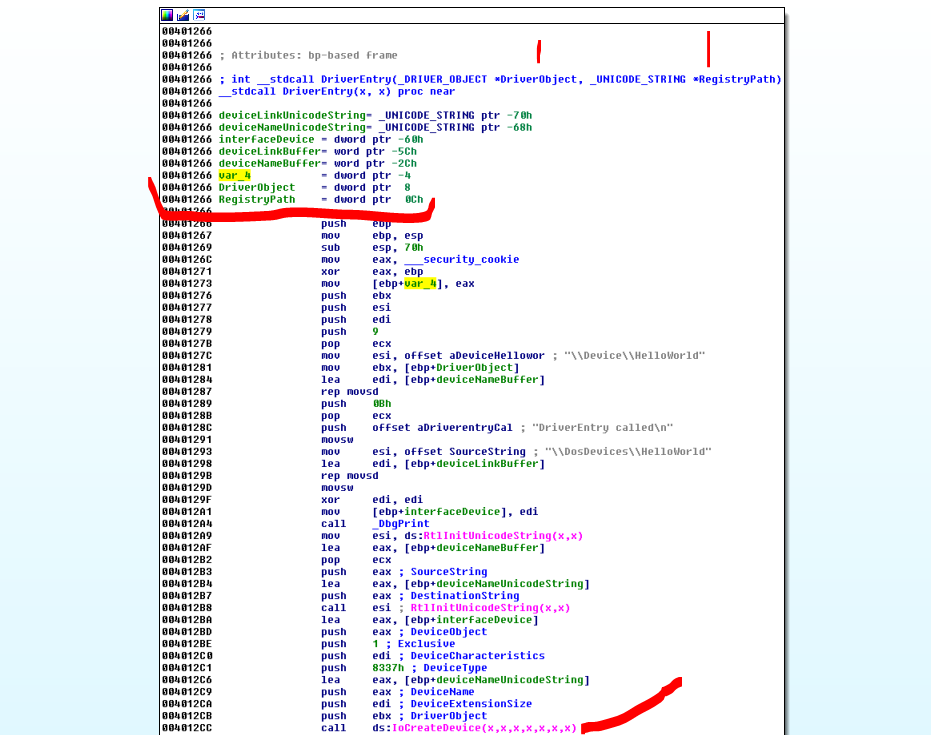 00401266
00401266
00401266 ; Attributes: bp-based frame
00401266
00401266 ; int __stdcall DriverEntry(_DRIVER_OBJECT *DriverObject, _UNICODE_STRING *RegistryPath)
00401266 __stdcall DriverEntry(x, x) proc near
00401266
00401266 deviceLinkUnicodeString= _UNICODE_STRING ptr -70h
00401266 deviceNameUnicodeString= _UNICODE_STRING ptr -68h
00401266 interfaceDevice = dword ptr -60h
00401266 deviceLinkBuffer= word ptr -5Ch
00401266 deviceNameBuffer= word ptr -2Ch
00401266 var_4 = dword ptr -4
00401266 DriverObject = dword ptr 8
00401266 RegistryPath = dword ptr 0Ch
00401266
00401266 push ebp
00401267 mov ebp, esp
00401269 sub esp, 70h
0040126C mov eax, ___security_cookie
00401271 xor eax, ebp
00401273 mov [ebp+var_4], eax
00401276 push ebx
00401277 push esi
00401278 push edi
00401279 push 9
0040127B pop ecx
0040127C mov esi, offset aDeviceHellowor ; "\\Device\\HelloWorld"
00401281 mov ebx, [ebp+DriverObject]
00401284 lea edi, [ebp+deviceNameBuffer]
00401287 rep movsd
00401289 push 0Bh
0040128B pop ecx
0040128C push offset aDriverentryCal ; "DriverEntry called\n"
00401291 movsw
00401293 mov esi, offset SourceString ; "\\DosDevices\\HelloWorld"
00401298 lea edi, [ebp+deviceLinkBuffer]
0040129B rep movsd
0040129D movsw
0040129F xor edi, edi
004012A1 mov [ebp+interfaceDevice], edi
004012A4 call _DbgPrint
004012A9 mov esi, ds:RtlInitUnicodeString(x,x)
004012AF lea eax, [ebp+deviceNameBuffer]
004012B2 pop ecx
004012B3 push eax ; SourceString
004012B4 lea eax, [ebp+deviceNameUnicodeString]
004012B7 push eax ; DestinationString
004012B8 call esi ; RtlInitUnicodeString(x,x)
004012BA lea eax, [ebp+interfaceDevice]
004012BD push eax ; DeviceObject
004012BE push 1 ; Exclusive
004012C0 push edi ; DeviceCharacteristics
004012C1 push 8337h ; DeviceType
004012C6 lea eax, [ebp+deviceNameUnicodeString]
004012C9 push eax ; DeviceName
004012CA push edi ; DeviceExtensionSize
004012CB push ebx ; DriverObject
004012CC call ds:IoCreateDevice(x,x,x,x,x,x,x)